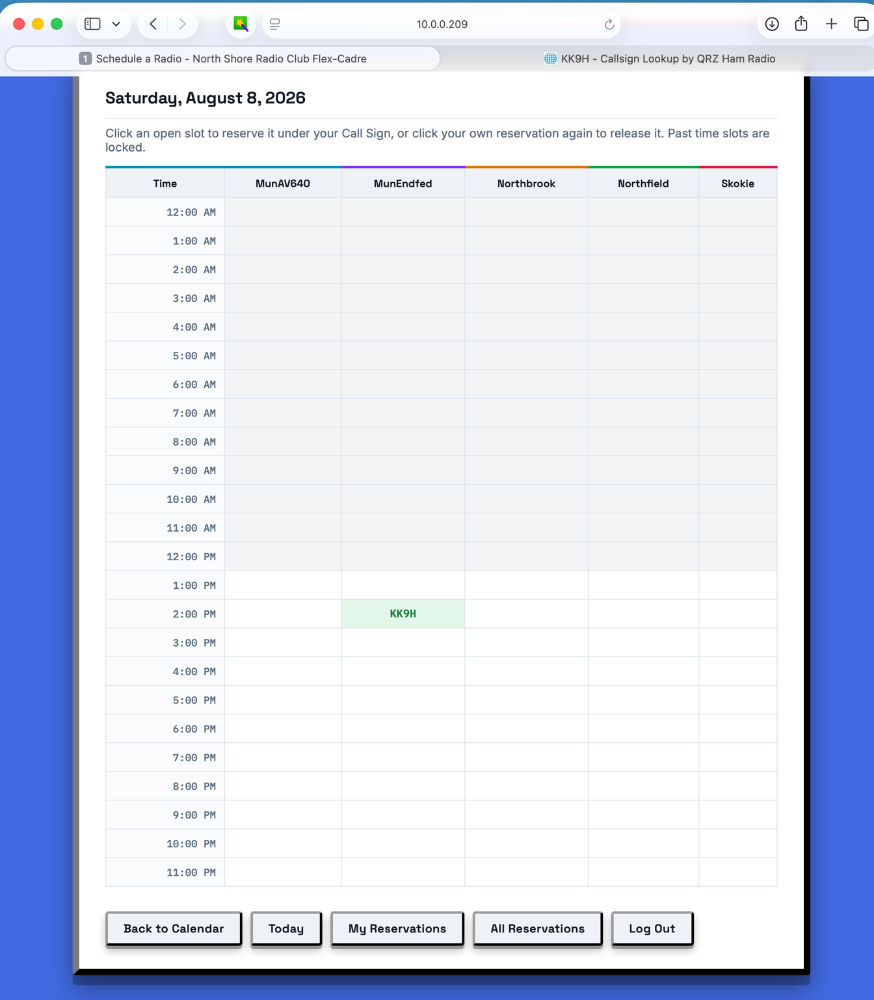 10.0.0.209
1 Schedule a Radio - North Shore Radio Club Flex-Cadre
KK9H - Callsign Lookup by QRZ Ham Radio
Saturday, August 8, 2026
Click an open slot to reserve it under your Call Sign, or click your own reservation again to release it. Past time slots are
locked.
Time MunAV640 MunEndfed Northbrook Northfield Skokie
12:00 AM
1:00 AM
2:00 AM
3:00 AM
4:00 AM
5:00 AM
6:00 AM
7:00 AM
8:00 AM
9:00 AM
10:00 AM
11:00 AM
12:00 PM
1:00 PM
2:00 PM KK9H
3:00 PM
4:00 PM
5:00 PM
6:00 PM
7:00 PM
8:00 PM
9:00 PM
10:00 PM
11:00 PM
Back to Calendar Today My Reservations All Reservations Log Out